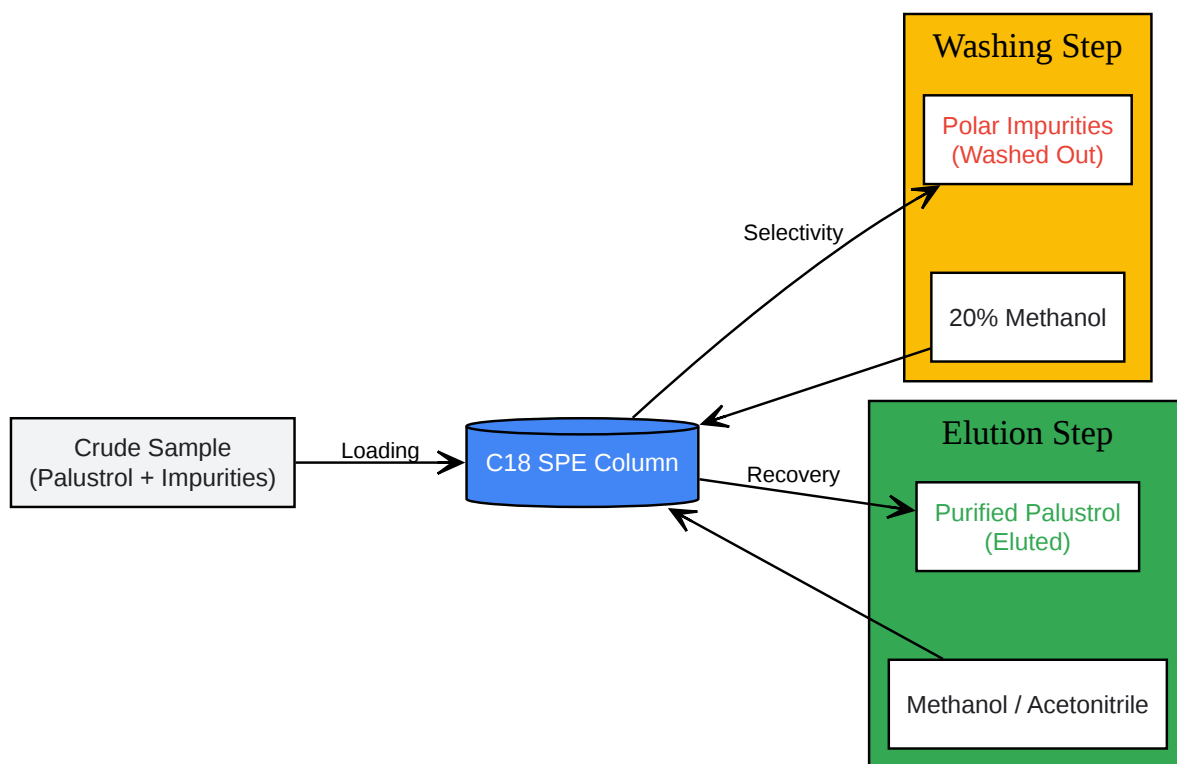 Washing Step
Polar Impurities
(Washed Out)
Selectivity
20% Methanol
Crude Sample
(Palustrol + Impurities)
Loading
C18 SPE Column
Elution Step
Recovery
Purified Palustrol
(Eluted)
Methanol / Acetonitrile